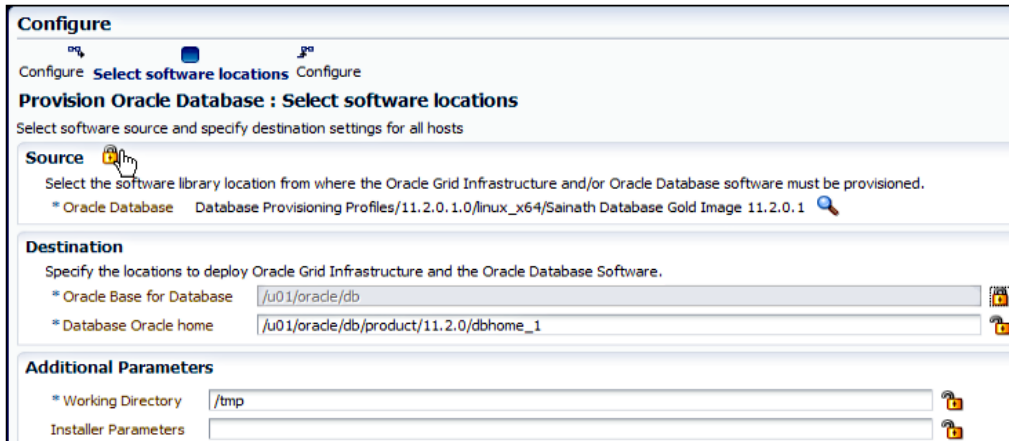 Configure
Configure Select software locations Configure
Provision Oracle Database : Select software locations
Select software source and specify destination settings for all hosts
Source
Select the software library location from where the Oracle Grid Infrastructure and/or Oracle Database software must be provisioned.
* Oracle Database Database Provisioning Profiles/11.2.0.1.0/linux_x64/Sainath Database Gold Image 11.2.0.1
Destination
Specify the locations to deploy Oracle Grid Infrastructure and the Oracle Database Software.
* Oracle Base for Database /u01/oracle/db
* Database Oracle home /u01/oracle/db/product/11.2.0/dbhome_1
Additional Parameters
* Working Directory /tmp
Installer Parameters